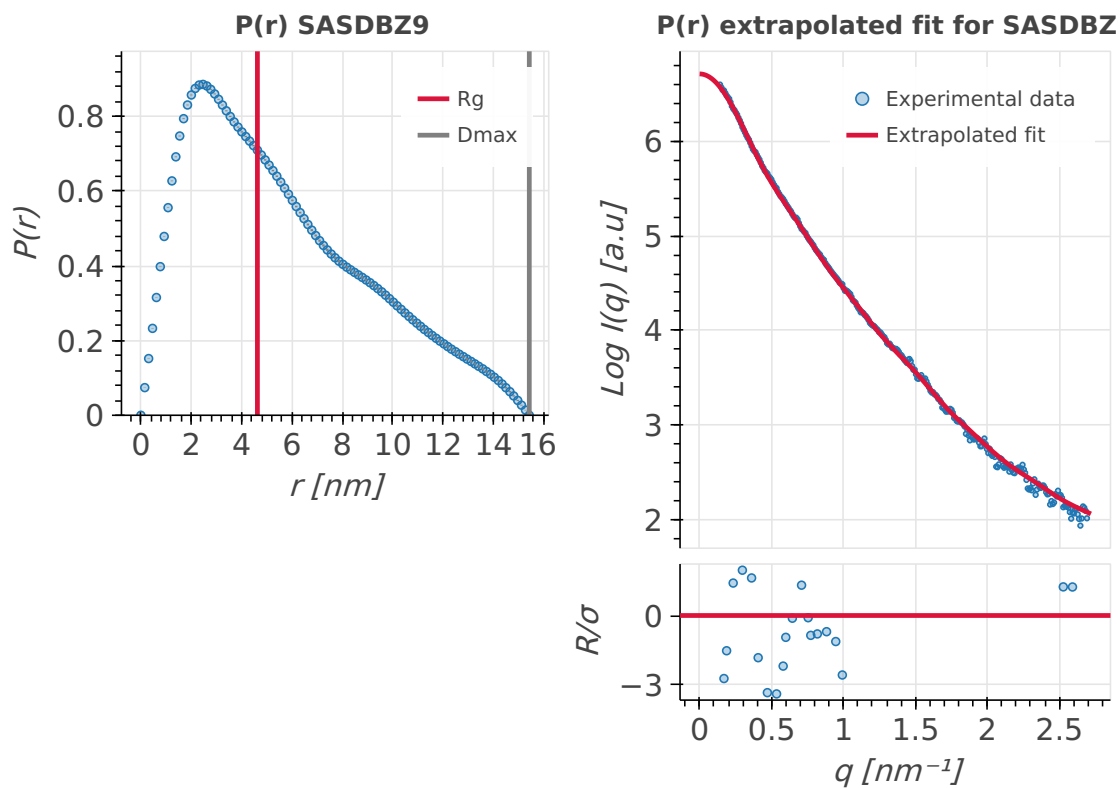 P(r) SASDBZ9
P(r)
0.8
0.6
0.4
0.2
0
Rg
Dmax
0 2 4 6 8 10 12 14 16
r [nm]
P(r) extrapolated fit for SASDBZ
Log I(q) [a.u]
6
5
4
3
2
Experimental data
Extrapolated fit
R/σ
0
−3
0 0.5 1 1.5 2 2.5
q [nm⁻¹]